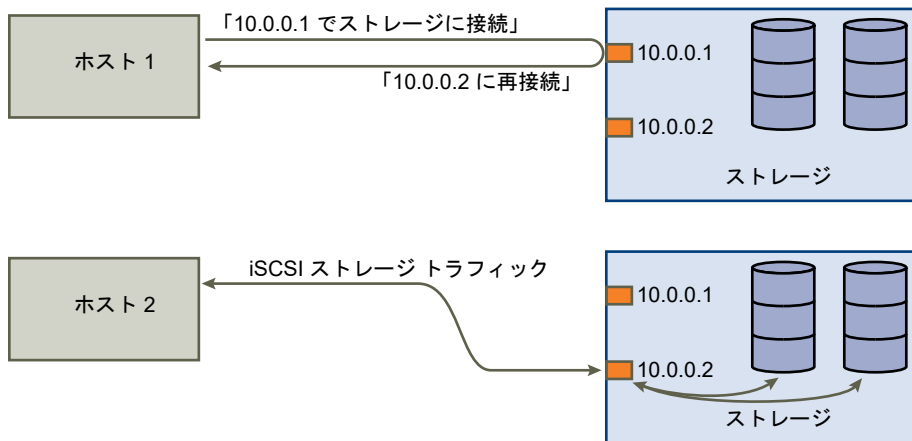 「10.0.0.1 でストレージに接続」
ホスト 1
10.0.0.1
「10.0.0.2 に再接続」
10.0.0.2
ストレージ
iSCSI ストレージ トラフィック
ホスト 2
10.0.0.1
10.0.0.2
ストレージ